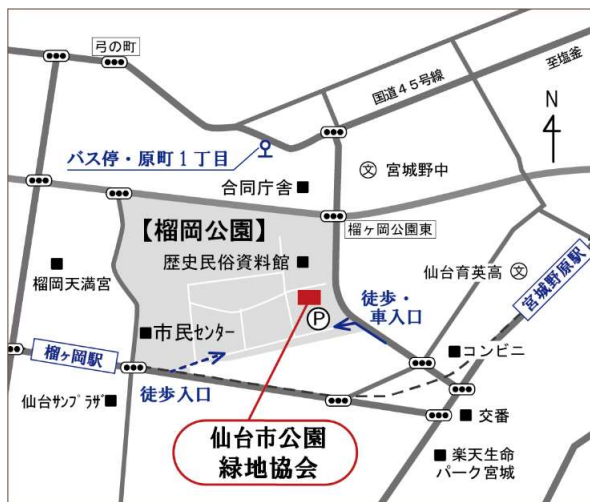 弓の町
国道45号線
至塩釜
N
バス停・原町1丁目
文 宮城野中
合同庁舎
【榴岡公園】
榴ヶ岡公園東
歴史民俗資料館
仙台育英高 文
宮城野原駅
榴岡天満宮
徒歩・
車入口
P
市民センター
榴ヶ岡駅
コンビニ
徒歩入口
仙台サンプラザ
交番
仙台市公園
緑地協会
楽天生命
パーク宮城